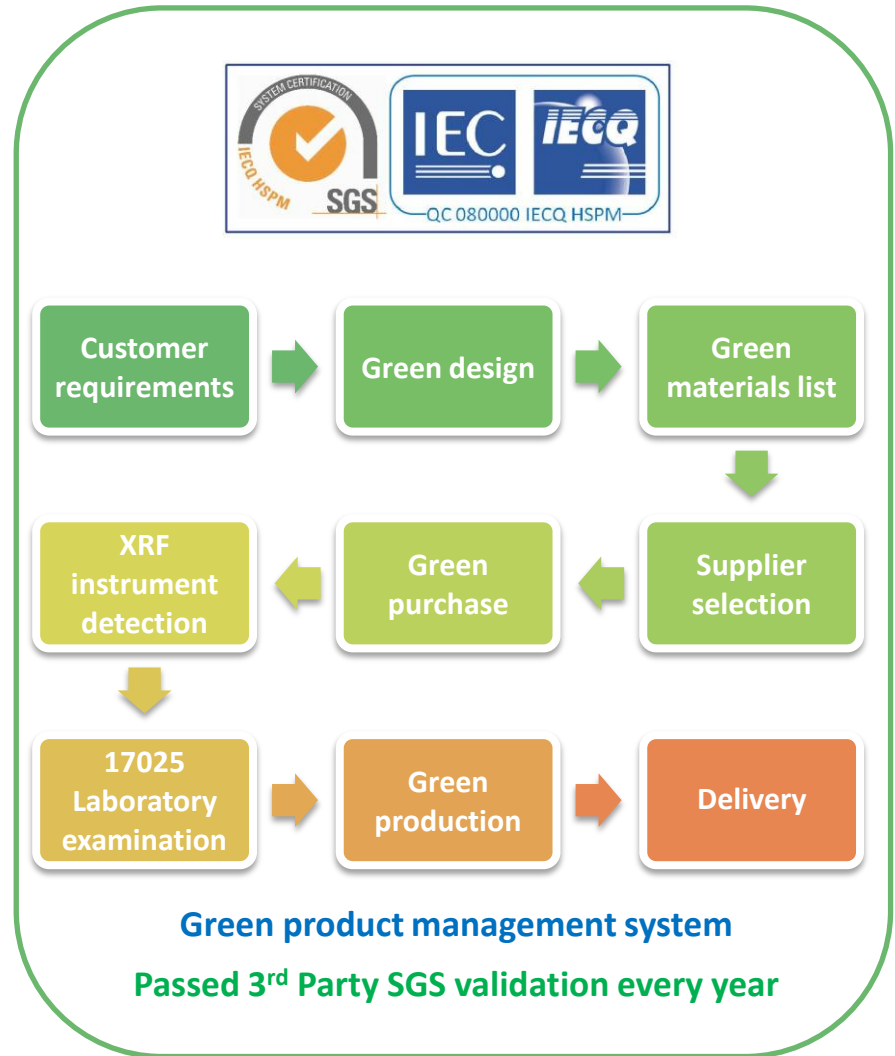 SYSTEM CERTIFICATION
IECQ HSPM
SGS
IEC
IECQ
QC 080000 IECQ HSPM
Customer
requirements
Green design
Green
materials list
Supplier
selection
Green
purchase
XRF
instrument
detection
17025
Laboratory
examination
Green
production
Delivery
Green product management system
Passed 3rd Party SGS validation every year